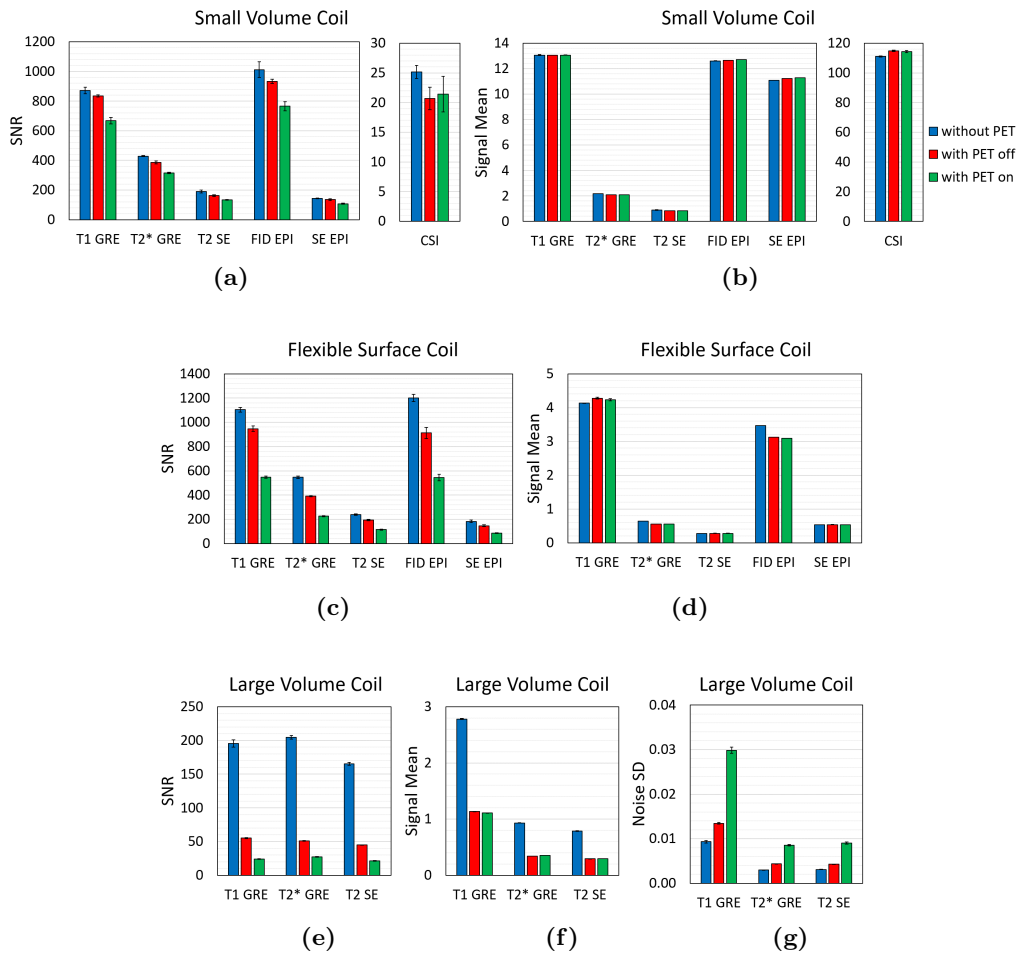 Small Volume Coil
SNR
1200
1000
800
600
400
200
0
T1 GRE T2* GRE T2 SE FID EPI SE EPI
30
25
20
15
10
5
0
CSI
(a)
Small Volume Coil
Signal Mean
14
12
10
8
6
4
2
0
T1 GRE T2* GRE T2 SE FID EPI SE EPI
120
100
80
60
40
20
0
CSI
without PET
with PET off
with PET on
(b)
Flexible Surface Coil
SNR
1400
1200
1000
800
600
400
200
0
T1 GRE T2* GRE T2 SE FID EPI SE EPI
(c)
Flexible Surface Coil
Signal Mean
5
4
3
2
1
0
T1 GRE T2* GRE T2 SE FID EPI SE EPI
(d)
Large Volume Coil
SNR
250
200
150
100
50
0
T1 GRE T2* GRE T2 SE
(e)
Large Volume Coil
Signal Mean
3
2
1
0
T1 GRE T2* GRE T2 SE
(f)
Large Volume Coil
Noise SD
0.04
0.03
0.02
0.01
0.00
T1 GRE T2* GRE T2 SE
(g)